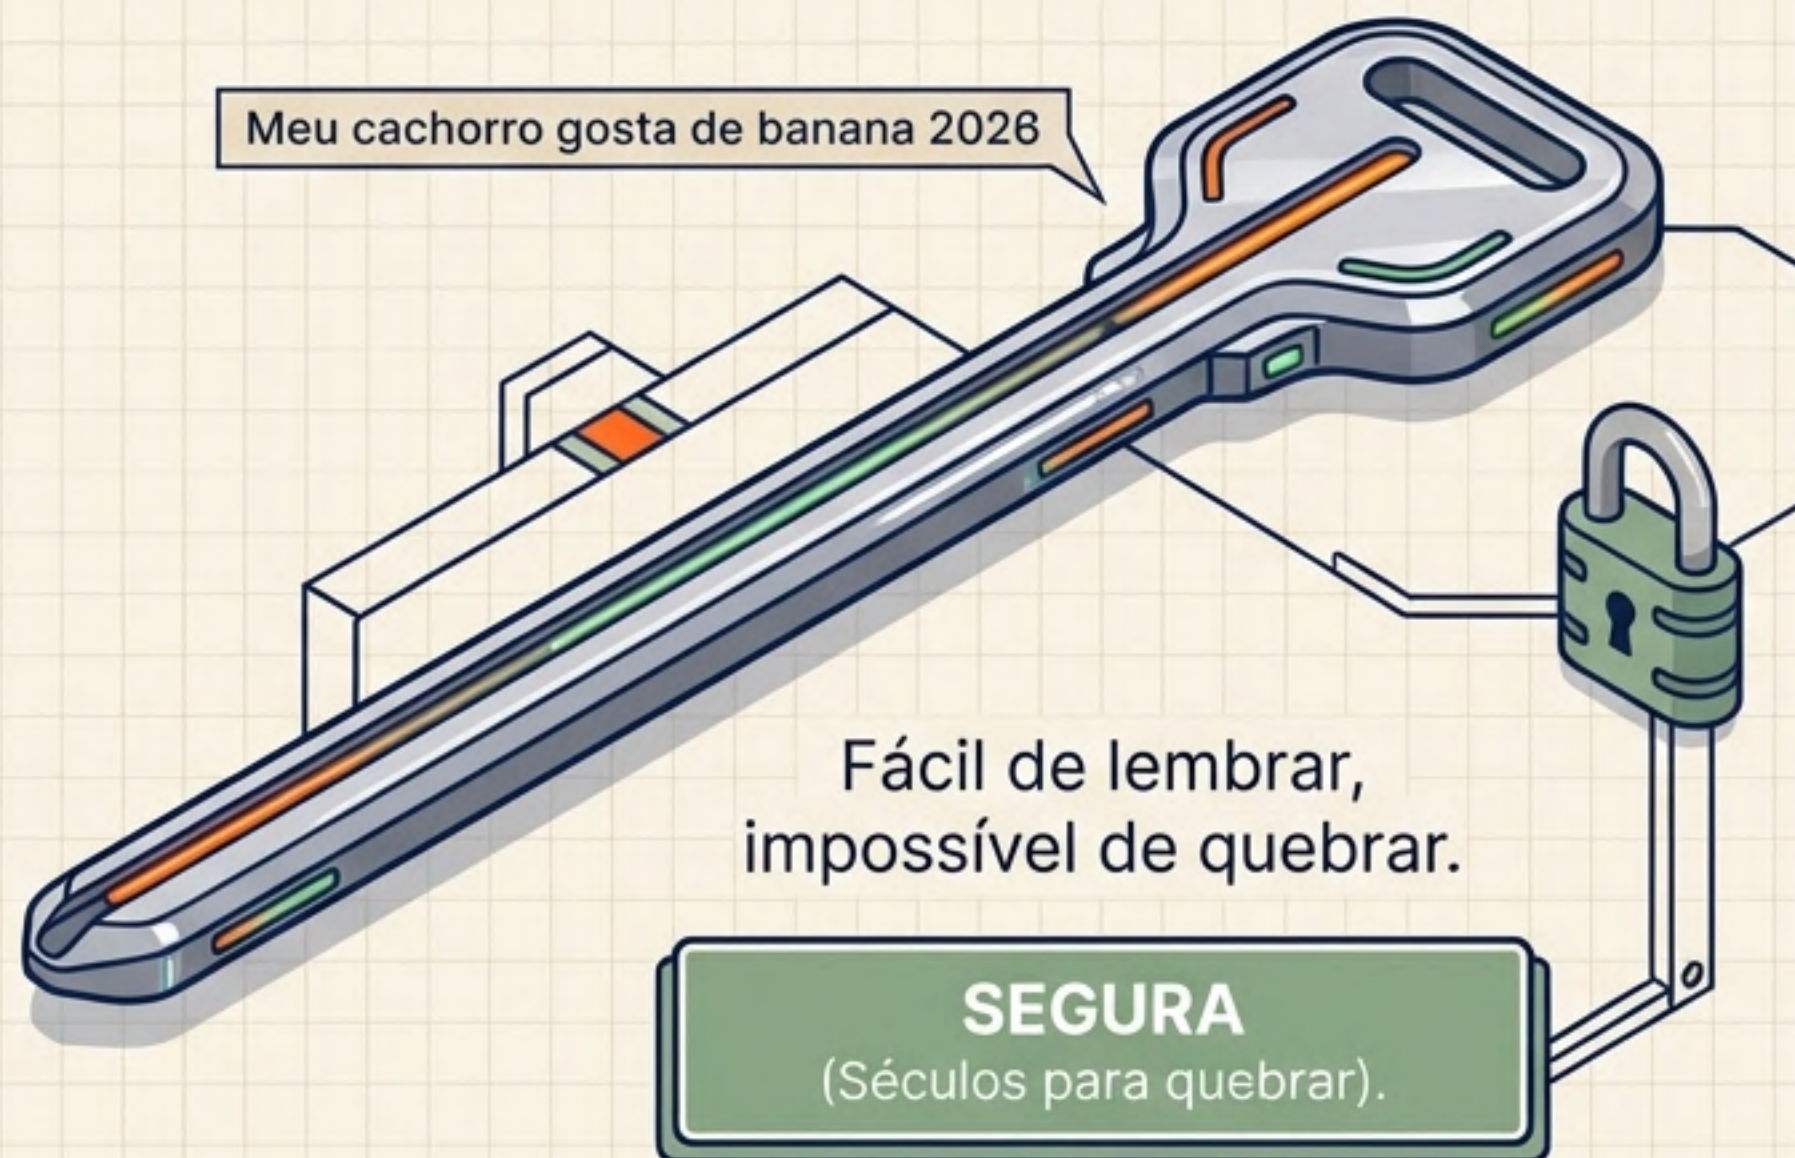 Meu cachorro gosta de banana 2026
Fácil de lembrar,
impossível de quebrar.
SEGURA
(Séculos para quebrar).